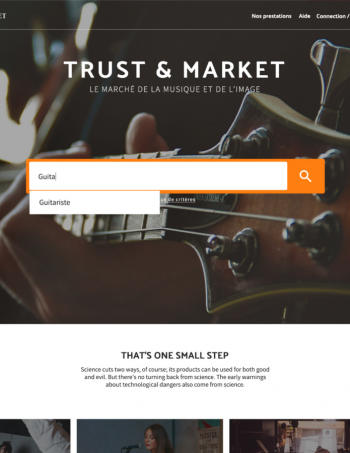 ET
Nos prestations Aide Connection /
TRUST & MARKET
LE MARCHÉ DE LA MUSIQUE ET DE L'IMAGE
Guita
Guitariste
de critères
THAT'S ONE SMALL STEP
Science cuts two ways, of course; its products can be used for both good
and evil. But there's no turning back from science. The early warnings
about technological dangers also come from science.